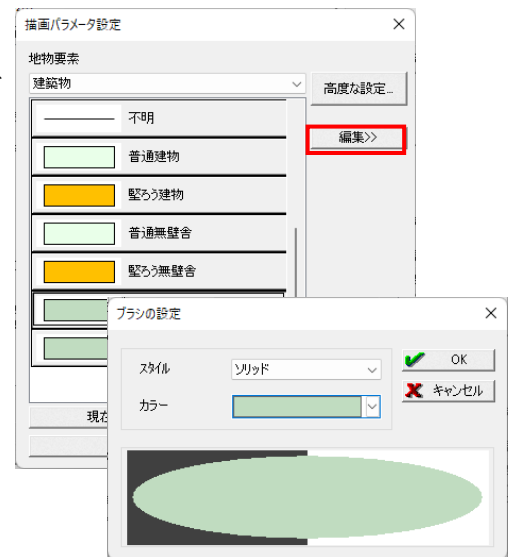 描画パラメータ設定
地物要素
建築物
高度な設定...
不明
編集>>
普通建物
堅ろう建物
普通無壁舎
堅ろう無壁舎
ブラシの設定
スタイル
ソリッド
OK
カラー
キャンセル
現在